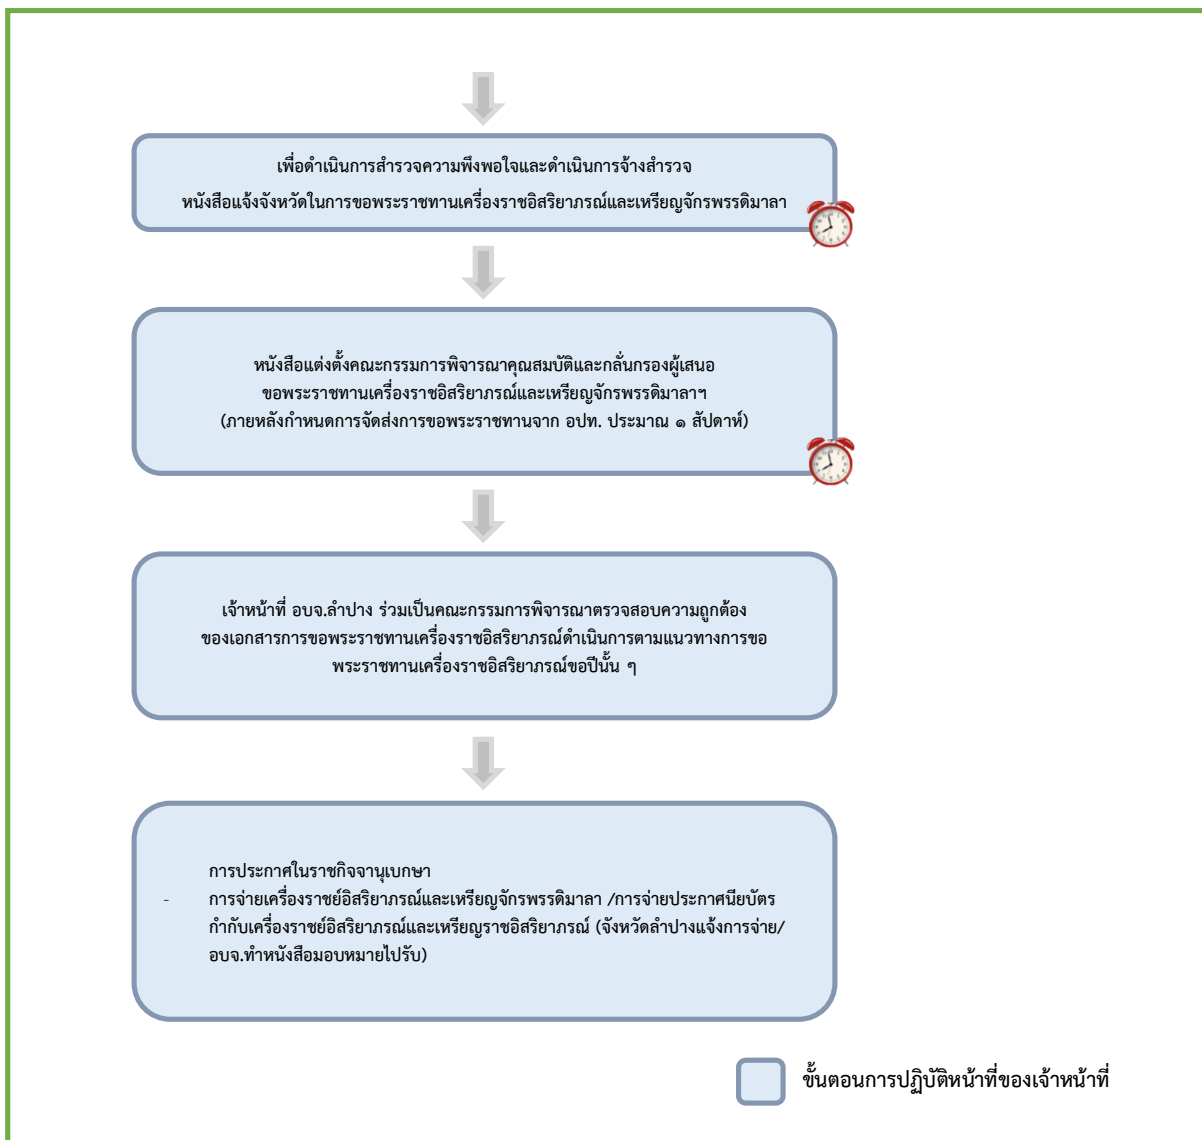 เพื่อดำเนินการสำรวจความพึงพอใจและดำเนินการจ้างสำรวจ
หนังสือแจ้งจังหวัดในการขอพระราชทานเครื่องราชอิสริยาภรณ์และเหรียญจักรพรรดิมาลา
หนังสือแต่งตั้งคณะกรรมการพิจารณาคุณสมบัติและกลั่นกรองผู้เสนอ
ขอพระราชทานเครื่องราชอิสริยาภรณ์และเหรียญจักรพรรดิมาลาฯ
(ภายหลังกำหนดการจัดส่งการขอพระราชทานจาก อปท. ประมาณ ๑ สัปดาห์)
เจ้าหน้าที่ อบจ.ลำปาง ร่วมเป็นคณะกรรมการพิจารณาตรวจสอบความถูกต้อง
ของเอกสารการขอพระราชทานเครื่องราชอิสริยาภรณ์ดำเนินการตามแนวทางการขอ
พระราชทานเครื่องราชอิสริยาภรณ์ขอปีนั้น ๆ
การประกาศในราชกิจจานุเบกษา
- การจ่ายเครื่องราชย์อิสริยาภรณ์และเหรียญจักรพรรดิมาลา /การจ่ายประกาศนียบัตร
กำกับเครื่องราชย์อิสริยาภรณ์และเหรียญราชอิสริยาภรณ์ (จังหวัดลำปางแจ้งการจ่าย/
อบจ.ทำหนังสือมอบหมายไปรับ)
ขั้นตอนการปฏิบัติหน้าที่ของเจ้าหน้าที่